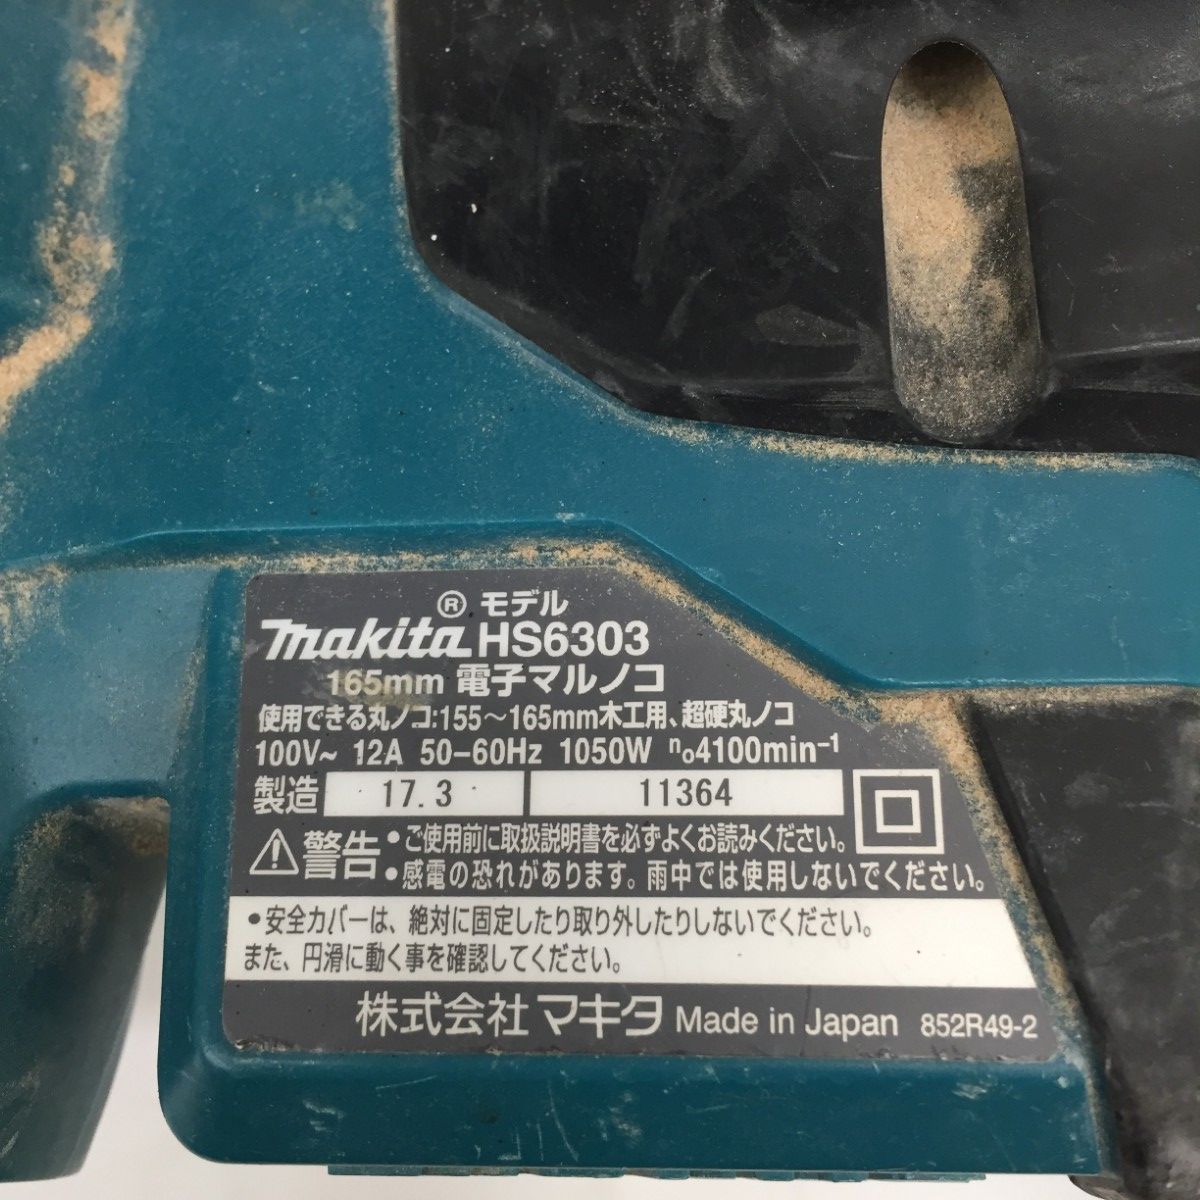 ® モデル
makita HS6303
165mm 電子マルノコ
使用できる丸ノコ:155～165mm木工用、超硬丸ノコ
100V~ 12A 50-60Hz 1050W n₀4100min⁻¹
製造 17.3 11364
警告 •ご使用前に取扱説明書を必ずよくお読みください。
•感電の恐れがあります。雨中では使用しないでください。
•安全カバーは、絶対に固定したり取り外したりしないでください。
また、円滑に動く事を確認してください。
株式会社 マキタ Made in Japan 852R49-2